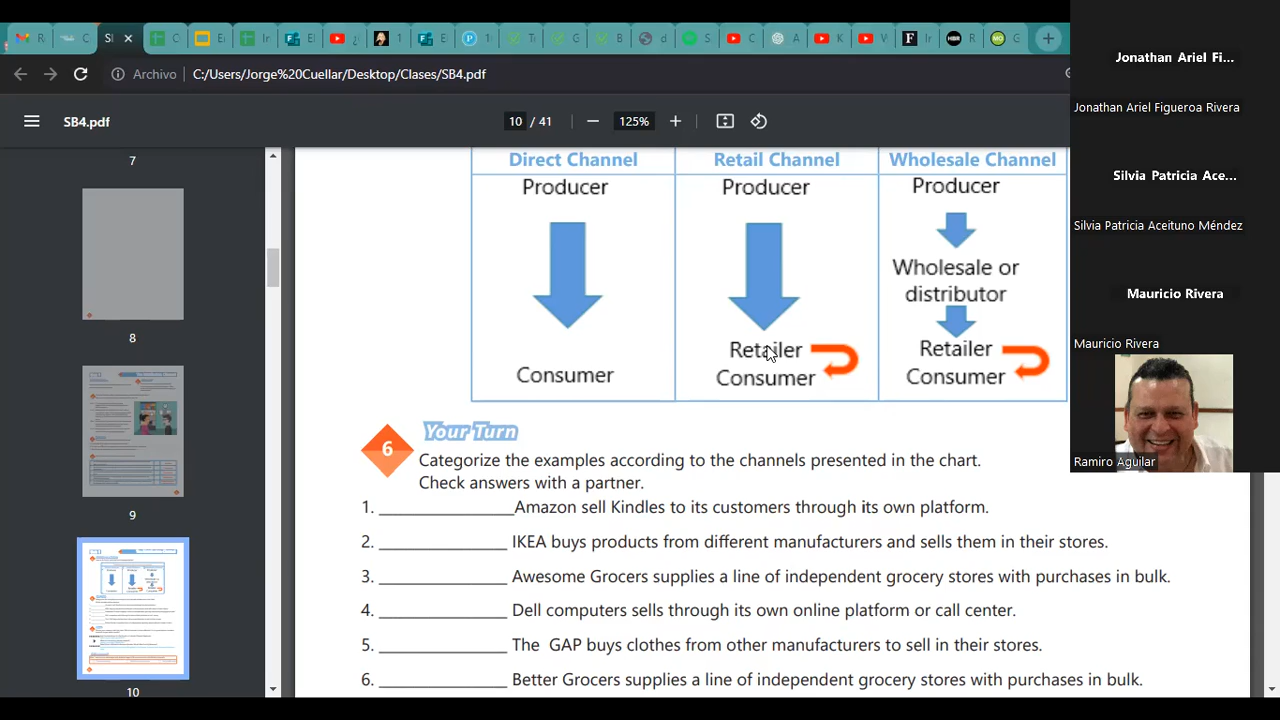 Archivo C:/Users/Jorge%20Cuellar/Desktop/Clases/SB4.pdf
SB4.pdf 10 / 41 125%
7
8
9
10
Direct Channel Retail Channel Wholesale Channel
Producer Producer Producer
Wholesale or
distributor
Retailer Retailer
Consumer Consumer Consumer
6 Your Turn
Categorize the examples according to the channels presented in the chart.
Check answers with a partner.
1. _______________Amazon sell Kindles to its customers through its own platform.
2. ______________ IKEA buys products from different manufacturers and sells them in their stores.
3. ______________ Awesome Grocers supplies a line of independent grocery stores with purchases in bulk.
4. ______________ Dell computers sells through its own online platform or call center.
5. ______________ The GAP buys clothes from other manufacturers to sell in their stores.
6. ______________ Better Grocers supplies a line of independent grocery stores with purchases in bulk.
Jonathan Ariel Fi...
Jonathan Ariel Figueroa Rivera
Silvia Patricia Ace...
Silvia Patricia Aceituno Méndez
Mauricio Rivera
Mauricio Rivera
Ramiro Aguilar